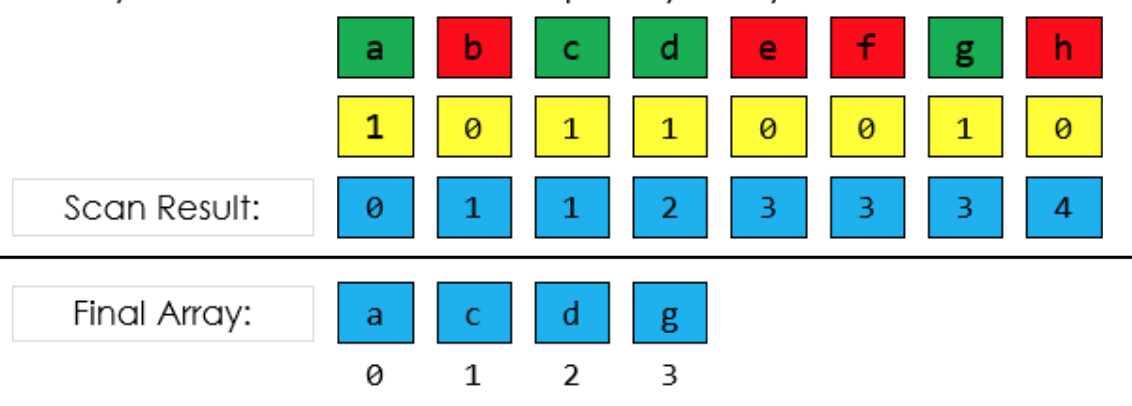 a b c d e f g h
1 0 1 1 0 0 1 0
Scan Result: 0 1 1 2 3 3 3 4
Final Array: a c d g
0 1 2 3